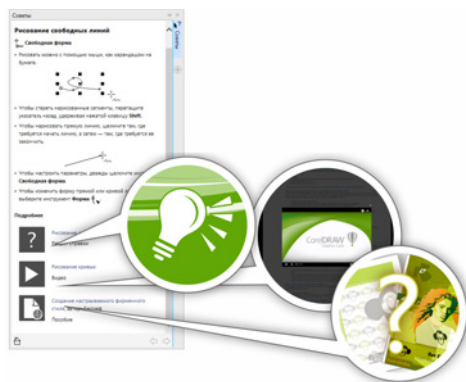 Советы
Рисование свободных линий
Свободная форма
• Рисовать можно с помощью мыши, как карандашом на
бумаге.
• Чтобы стереть нарисованные сегменты, перетащите
указатель назад, удерживая нажатой клавишу Shift.
• Чтобы нарисовать прямую линию, щелкните там, где
требуется начать линию, а затем — там, где требуется ее
закончить.
• Чтобы настроить параметры, дважды щелкните
Свободная форма.
• Чтобы изменить форму прямой или кривой
выберите инструмент Форма
Подробнее
Рисование
Раздел справки
Рисование кривых
Видео
Создание настраиваемого фирменного
Пособие
Советы
CorelDRAW